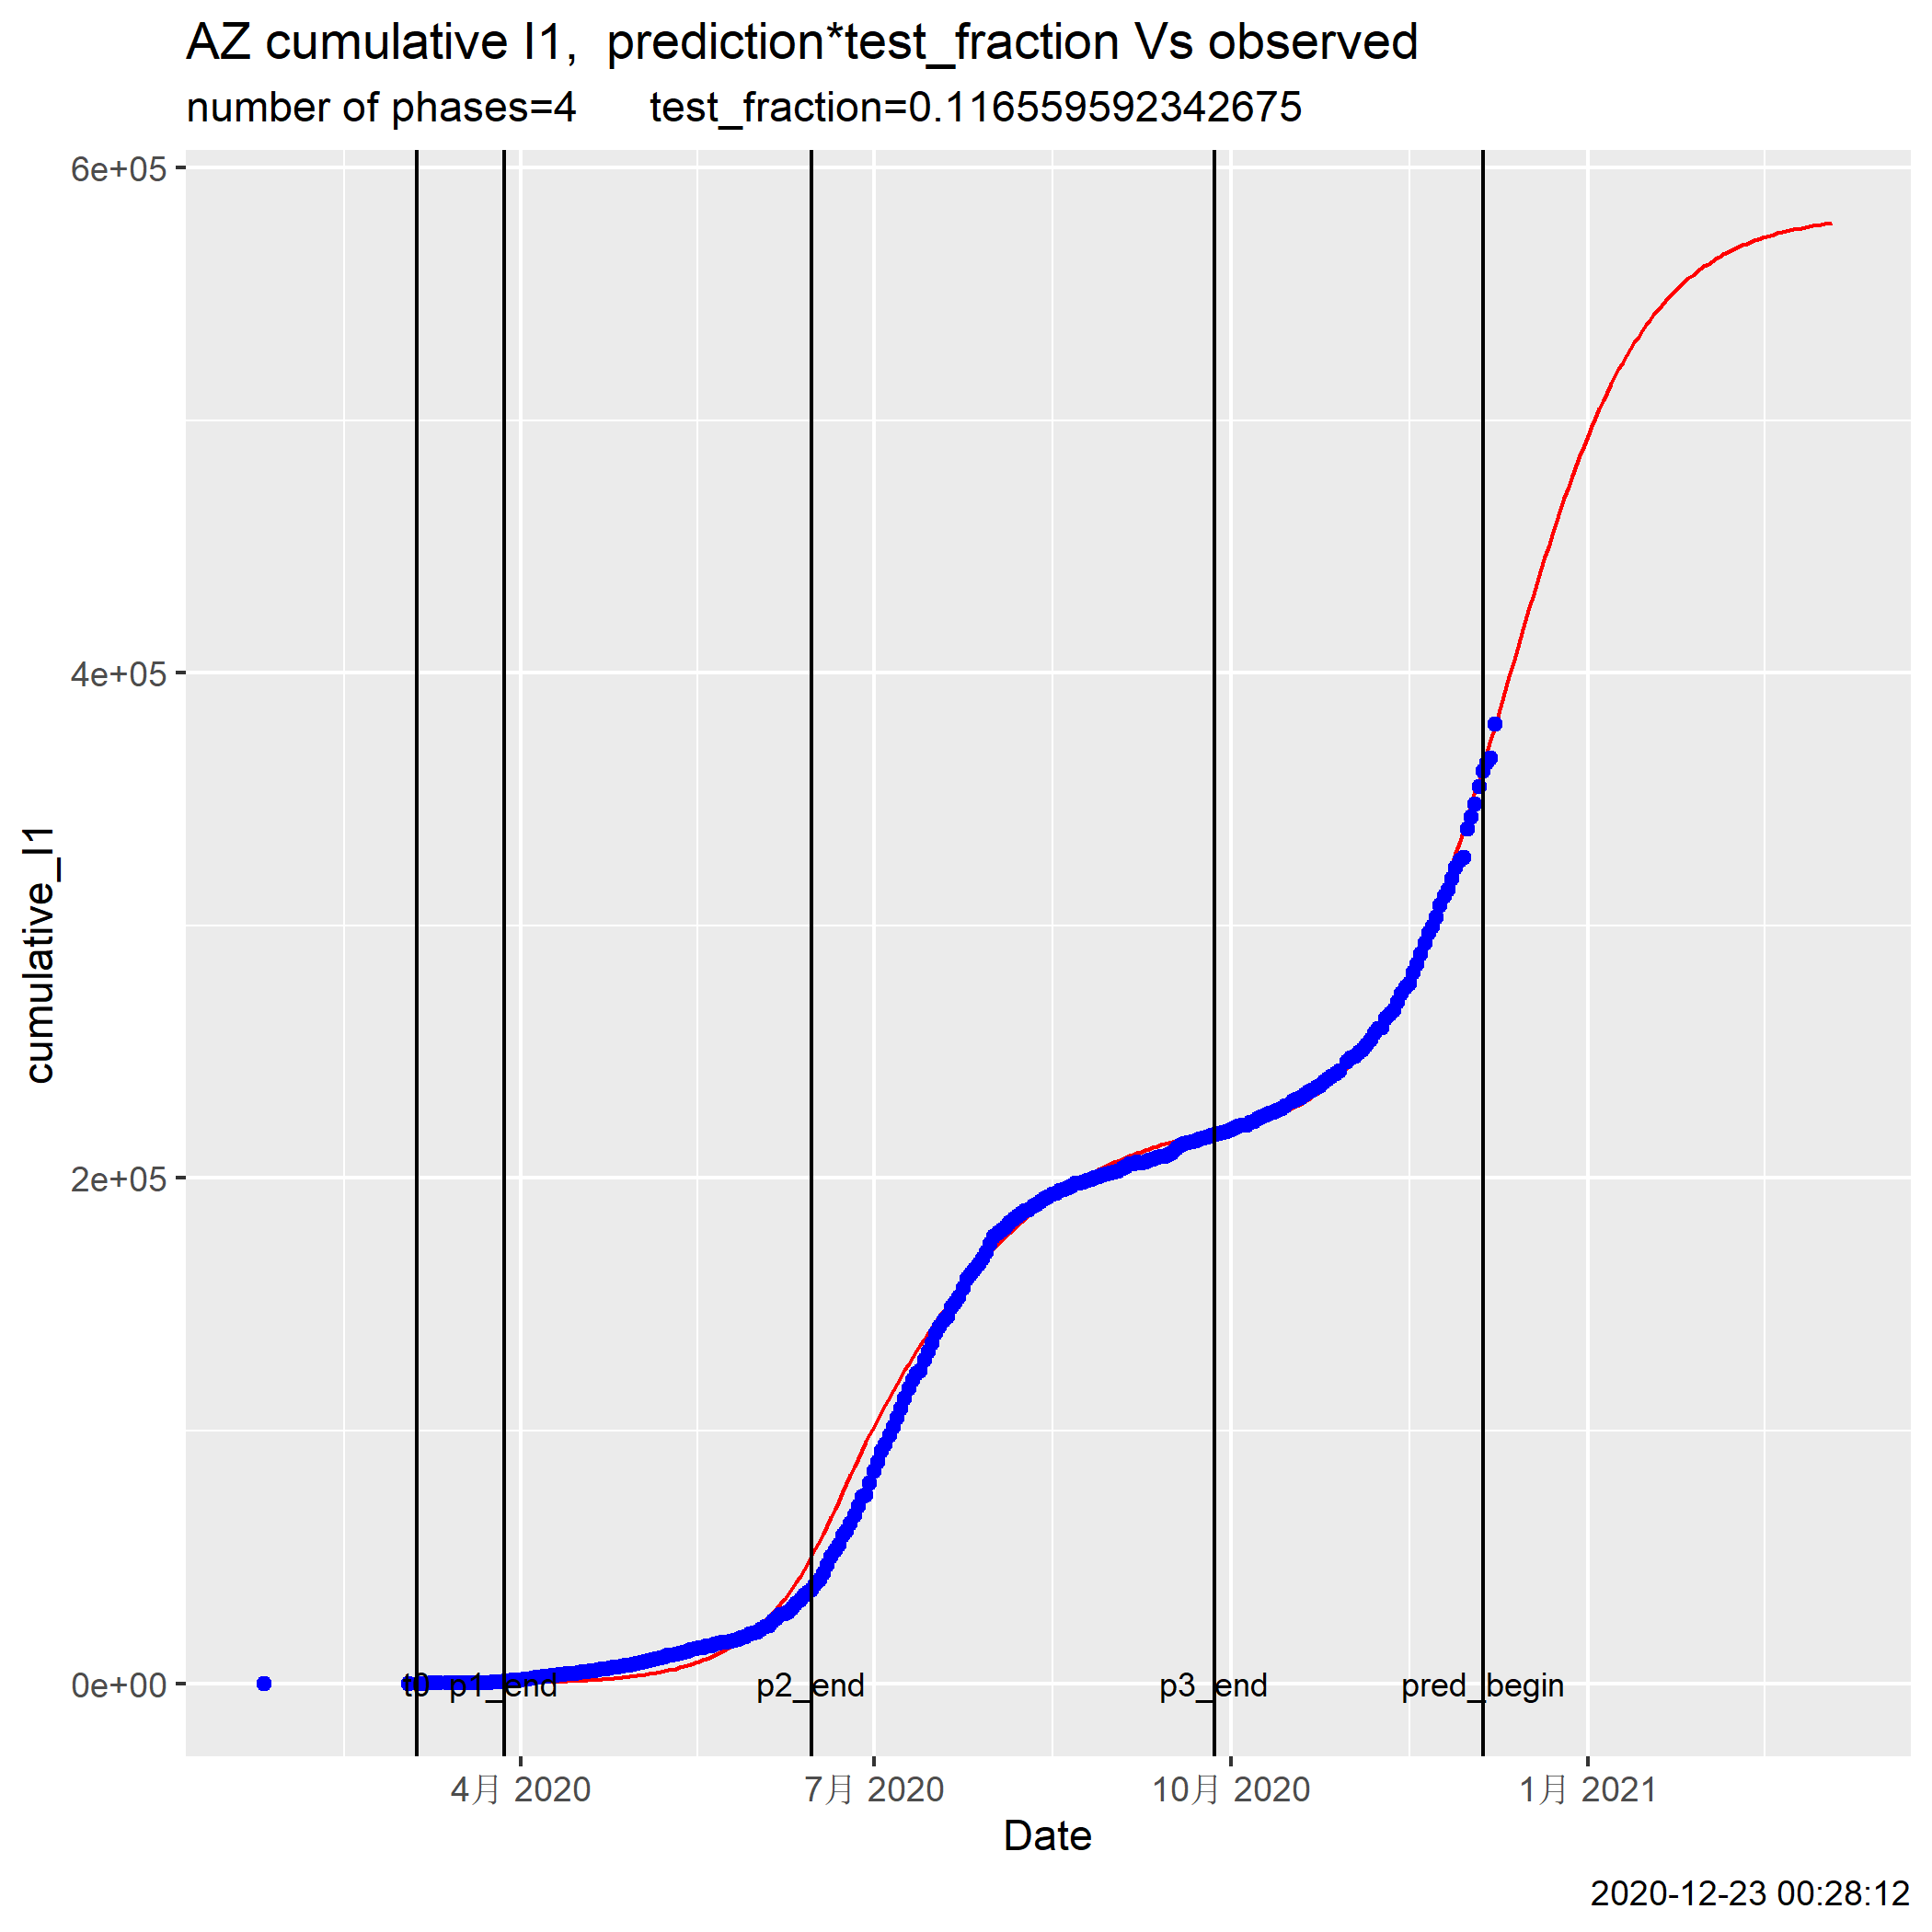 AZ cumulative I1,  prediction*test_fraction Vs observed
number of phases=4      test_fraction=0.116559592342675
6e+05
4e+05
2e+05
0e+00
cumulative_I1
t0 p1_end p2_end p3_end pred_begin
4月 2020 7月 2020 10月 2020 1月 2021
Date
2020-12-23 00:28:12